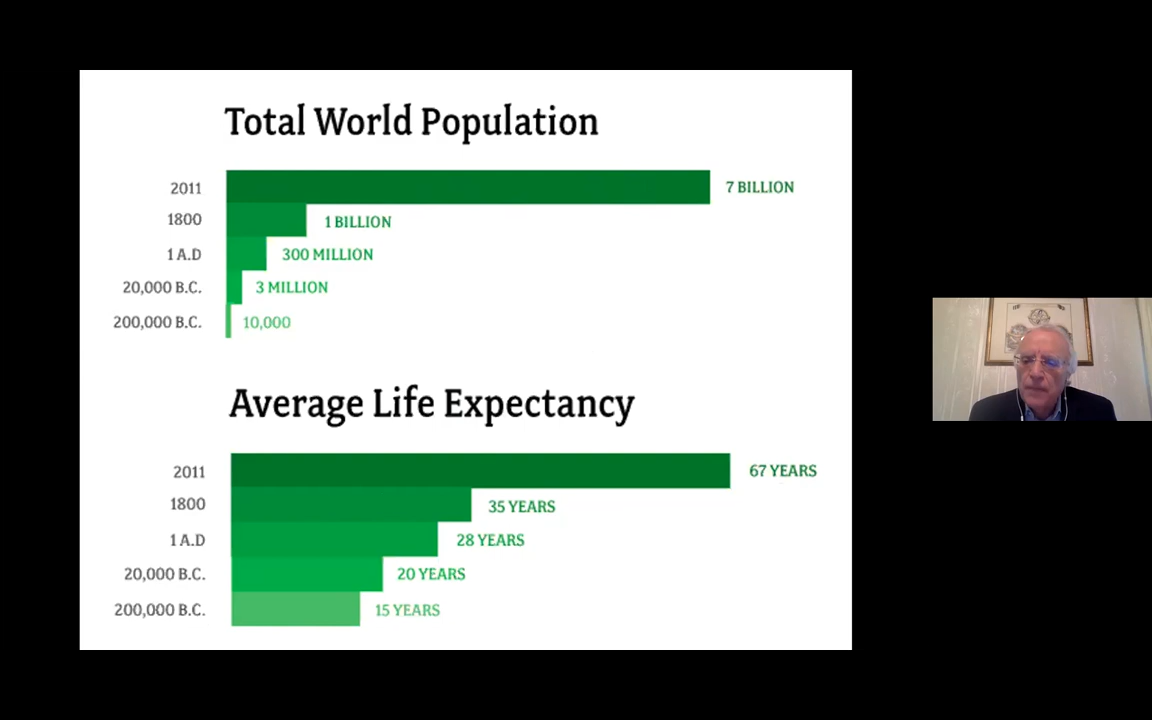 Total World Population
2011 7 BILLION
1800 1 BILLION
1 A.D 300 MILLION
20,000 B.C. 3 MILLION
200,000 B.C. 10,000
Average Life Expectancy
2011 67 YEARS
1800 35 YEARS
1 A.D 28 YEARS
20,000 B.C. 20 YEARS
200,000 B.C. 15 YEARS